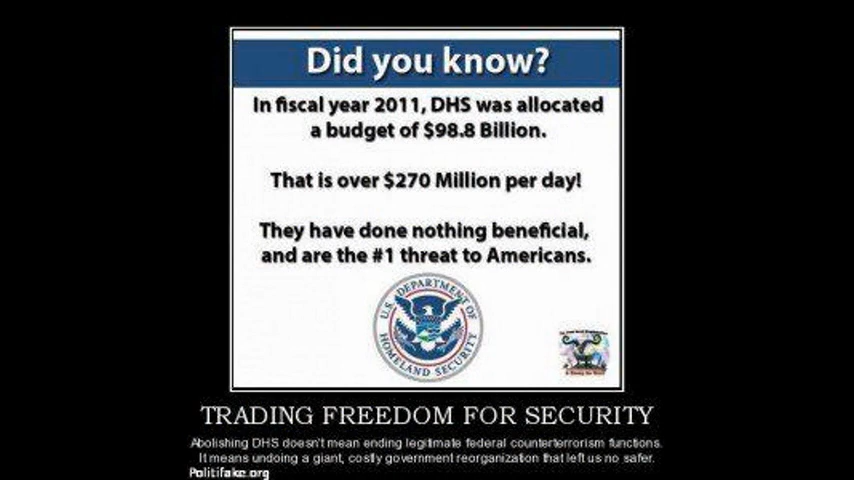 Did you know?
In fiscal year 2011, DHS was allocated
a budget of $98.8 Billion.
That is over $270 Million per day!
They have done nothing beneficial,
and are the #1 threat to Americans.
U.S. DEPARTMENT OF
HOMELAND SECURITY
TRADING FREEDOM FOR SECURITY
Abolishing DHS doesn't mean ending legitimate federal counterterrorism functions.
It means undoing a giant, costly government reorganization that left us no safer.
Politifake.org